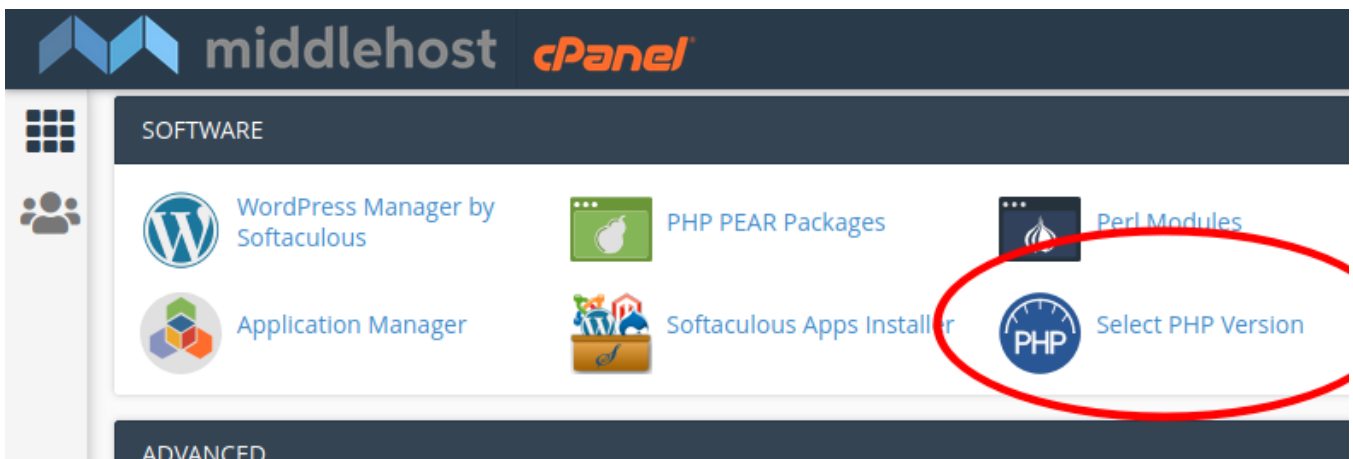 middlehost cPanel
SOFTWARE
WordPress Manager by
Softaculous
PHP PEAR Packages
Perl Modules
Application Manager
Softaculous Apps Installer
PHP
Select PHP Version
ADVANCED